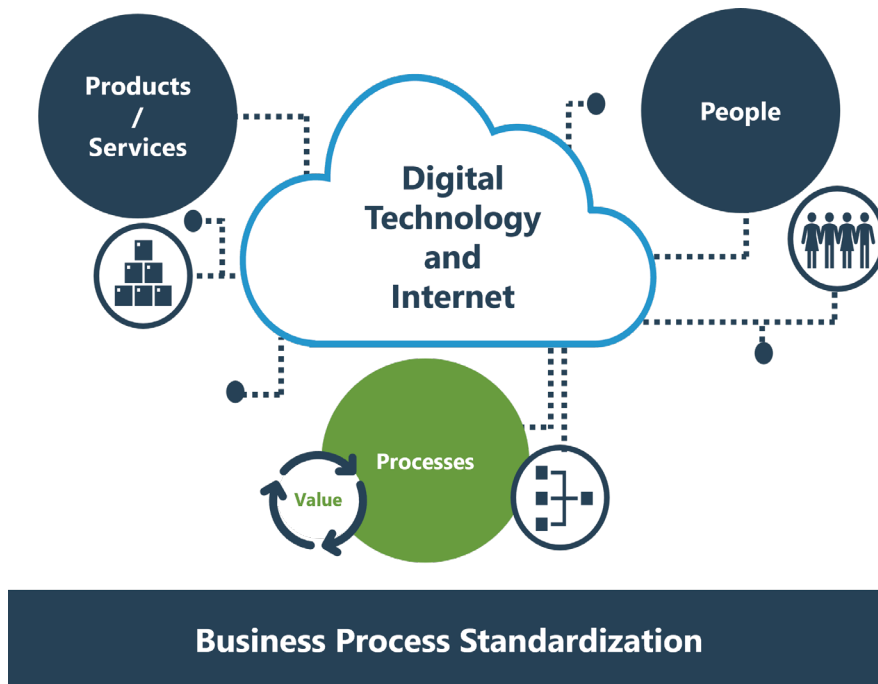 Products
/
Services
People
Digital
Technology
and
Internet
Processes
Value
Business Process Standardization